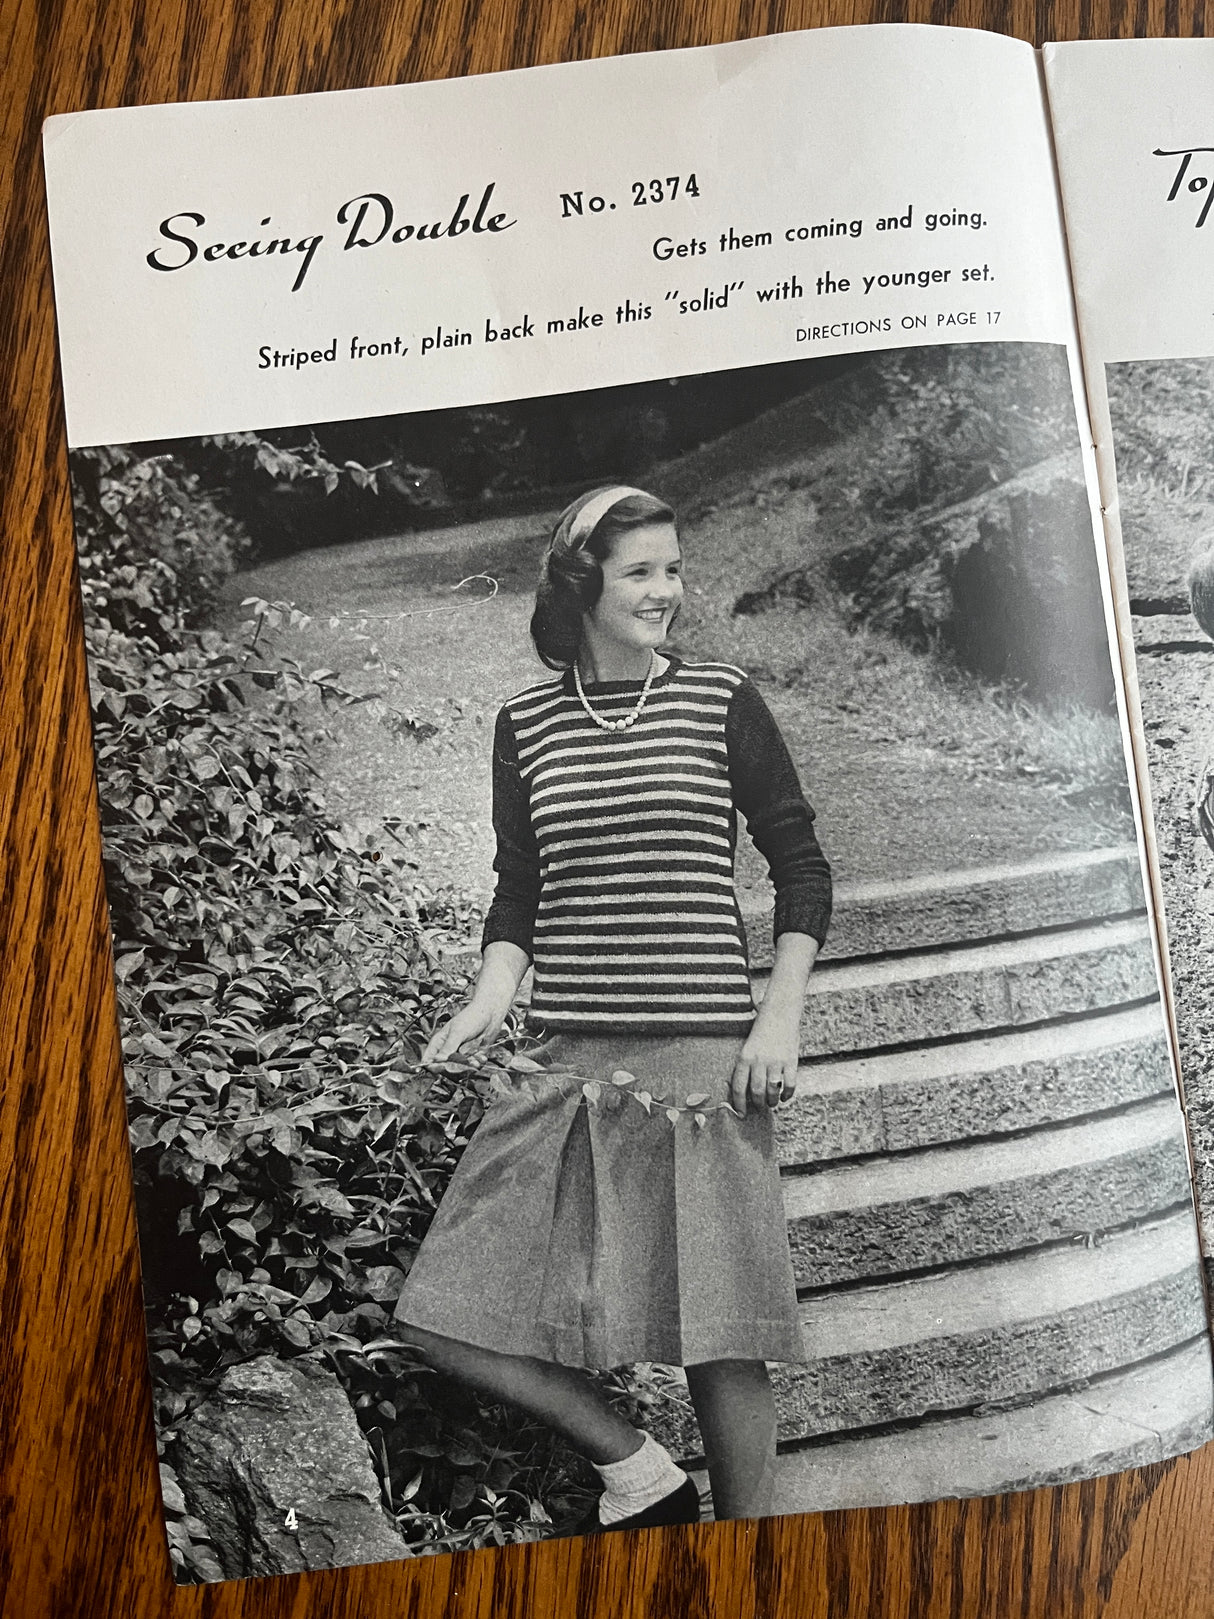 Seeing Double No. 2374
Gets them coming and going.
Striped front, plain back make this "solid" with the younger set.
DIRECTIONS ON PAGE 17
4